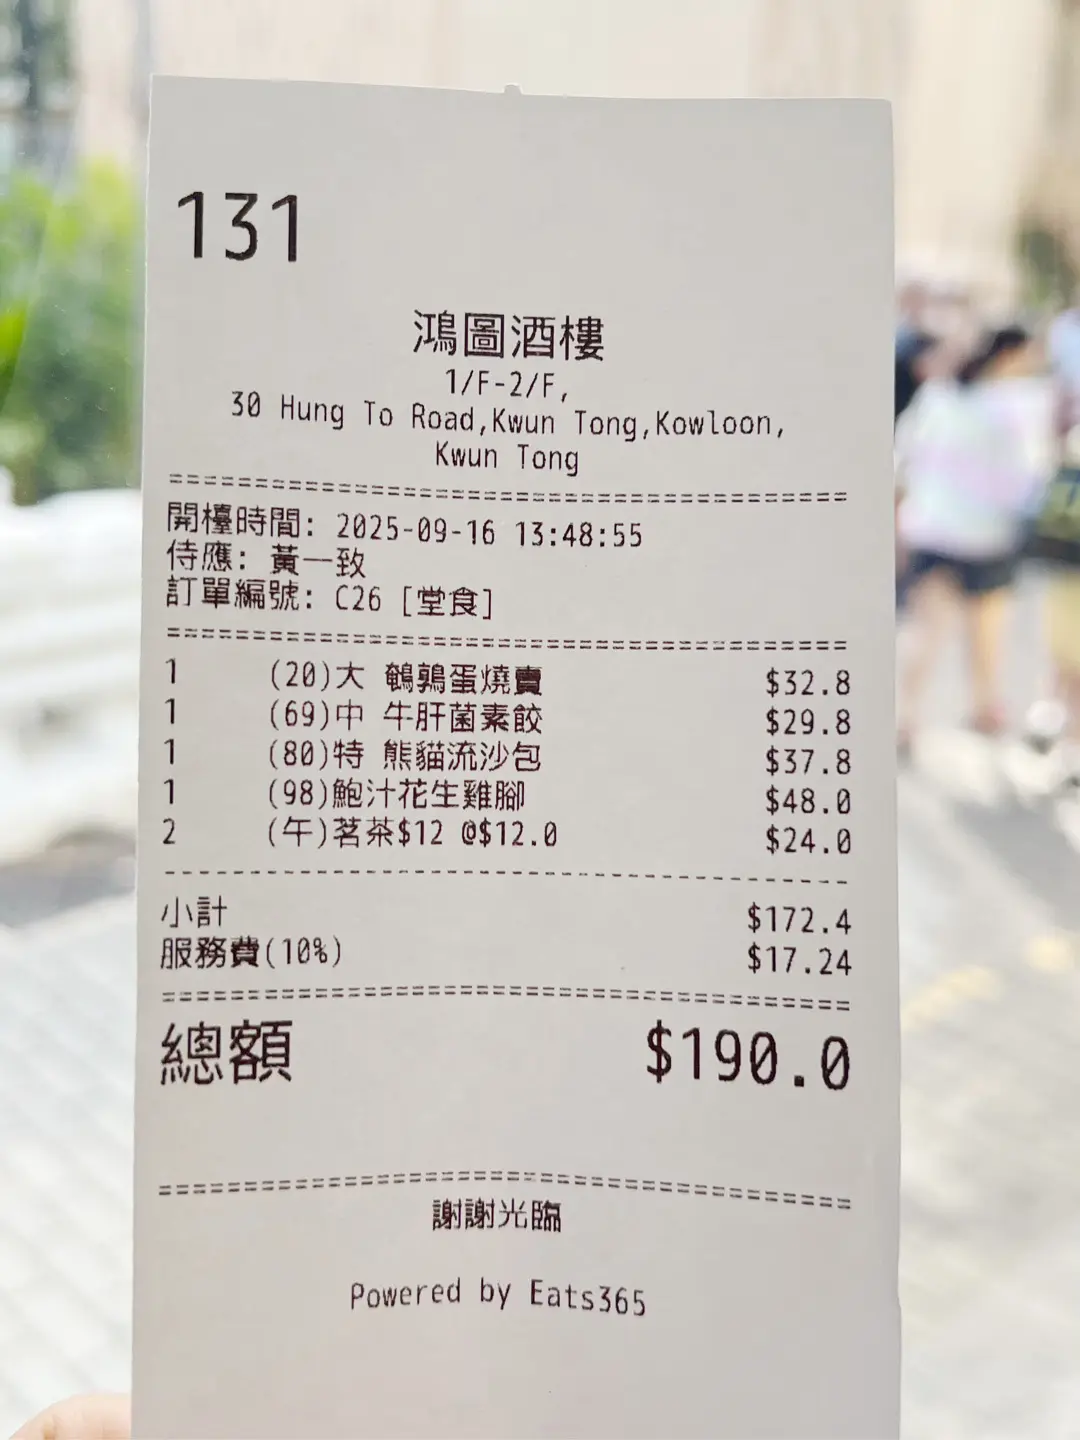 131
鴻圖酒樓
1/F-2/F,
30 Hung To Road,Kwun Tong,Kowloon,
Kwun Tong
========================================
開檯時間: 2025-09-16 13:48:55
侍應: 黃一致
訂單編號: C26 [堂食]
========================================
1 (20)大 鵪鶉蛋燒賣 $32.8
1 (69)中 牛肝菌素餃 $29.8
1 (80)特 熊貓流沙包 $37.8
1 (98)鮑汁花生雞腳 $48.0
2 (午)茗茶$12 @$12.0 $24.0
----------------------------------------
小計 $172.4
服務費(10%) $17.24
========================================
總額 $190.0
========================================
謝謝光臨
Powered by Eats365